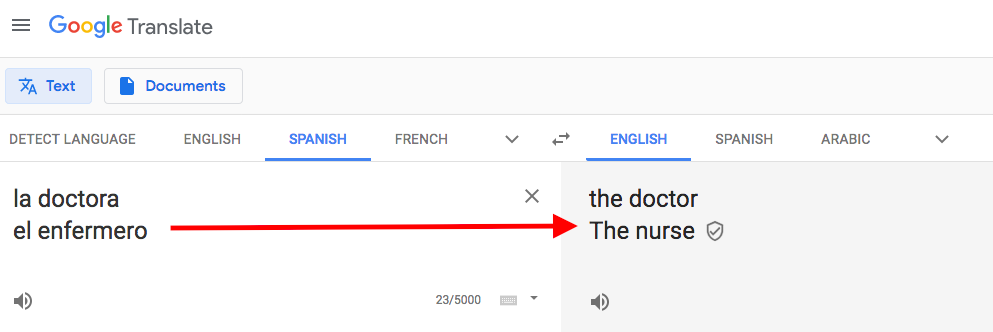 Google Translate
Text Documents
DETECT LANGUAGE ENGLISH SPANISH FRENCH ENGLISH SPANISH ARABIC
la doctora
el enfermero
the doctor
The nurse
23/5000